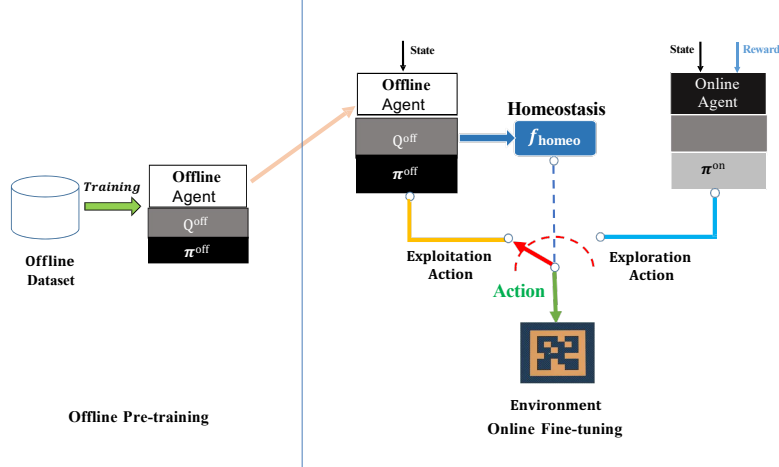 Training
Offline
Agent
Q^off
π^off
Offline
Dataset
Offline Pre-training
State
Offline
Agent
Q^off
π^off
Homeostasis
f_homeo
State
Reward
Online
Agent
π^on
Exploitation
Action
Exploration
Action
Action
Environment
Online Fine-tuning